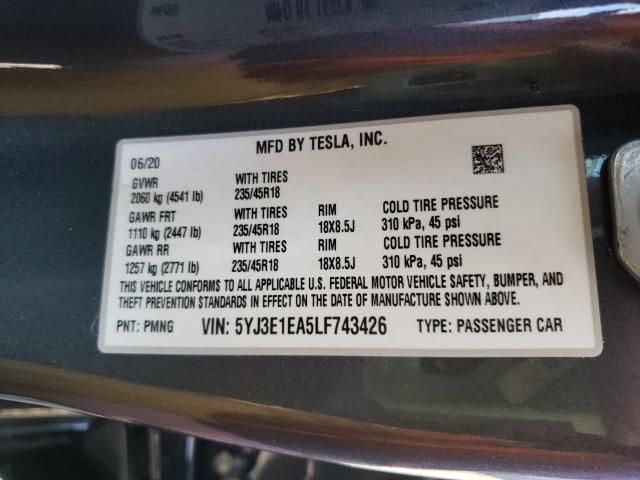 MFD BY TESLA, INC.
06/20
GVWR WITH TIRES
2060 kg (4541 lb) 235/45R18
GAWR FRT WITH TIRES RIM COLD TIRE PRESSURE
1110 kg (2447 lb) 235/45R18 18X8.5J 310 kPa, 45 psi
GAWR RR WITH TIRES RIM COLD TIRE PRESSURE
1257 kg (2771 lb) 235/45R18 18X8.5J 310 kPa, 45 psi
THIS VEHICLE CONFORMS TO ALL APPLICABLE U.S. FEDERAL MOTOR VEHICLE SAFETY, BUMPER, AND
THEFT PREVENTION STANDARDS IN EFFECT ON THE DATE OF MANUFACTURE SHOWN ABOVE.
PNT: PMNG VIN: 5YJ3E1EA5LF743426 TYPE: PASSENGER CAR